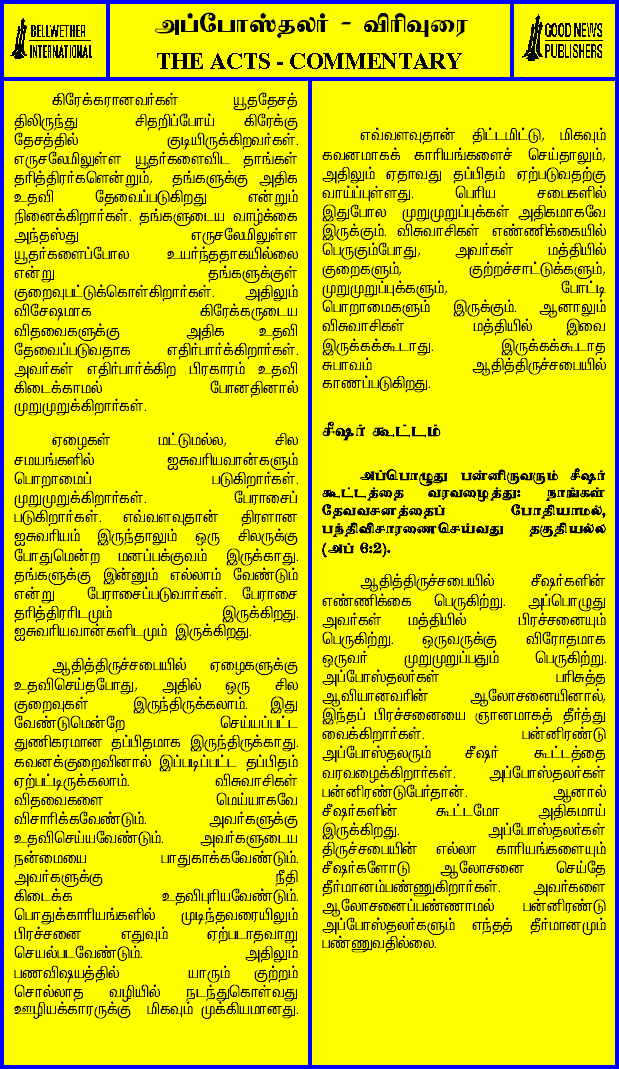 BELLWETHER
INTERNATIONAL
அப்போஸ்தலர் - விரிவுரை
THE ACTS - COMMENTARY
GOOD NEWS
PUBLISHERS
கிரேக்கரானவர்கள் யூததேசத்
திலிருந்து சிதறிப்போய் கிரேக்கு
தேசத்தில் குடியிருக்கிறவர்கள்.
எருசலேமிலுள்ள யூதர்களைவிட தாங்கள்
தரித்திரர்களென்றும், தங்களுக்கு அதிக
உதவி தேவைப்படுகிறது என்றும்
நினைக்கிறார்கள். தங்களுடைய வாழ்க்கை
அந்தஸ்து எருசலேமிலுள்ள
யூதர்களைப்போல உயர்ந்ததாகயில்லை
என்று தங்களுக்குள்
குறைவுபட்டுக்கொள்கிறார்கள். அதிலும்
விசேஷமாக கிரேக்கருடைய
விதவைகளுக்கு அதிக உதவி
தேவைப்படுவதாக எதிர்பார்க்கிறார்கள்.
அவர்கள் எதிர்பார்க்கிற பிரகாரம் உதவி
கிடைக்காமல் போனதினால்
முறுமுறுக்கிறார்கள்.
ஏழைகள் மட்டுமல்ல, சில
சமயங்களில் ஐசுவரியவான்களும்
பொறாமைப் படுகிறார்கள்.
முறுமுறுக்கிறார்கள். பேராசைப்
படுகிறார்கள். எவ்வளவுதான் திரளான
ஐசுவரியம் இருந்தாலும் ஒரு சிலருக்கு
போதுமென்ற மனப்பக்குவம் இருக்காது.
தங்களுக்கு இன்னும் எல்லாம் வேண்டும்
என்று பேராசைப்படுவார்கள். பேராசை
தரித்திரரிடமும் இருக்கிறது.
ஐசுவரியவான்களிடமும் இருக்கிறது.
ஆதித்திருச்சபையில் ஏழைகளுக்கு
உதவிசெய்தபோது, அதில் ஒரு சில
குறைவுகள் இருந்திருக்கலாம். இது
வேண்டுமென்றே செய்யப்பட்ட
துணிகரமான தப்பிதமாக இருந்திருக்காது.
கவனக்குறைவினால் இப்படிப்பட்ட தப்பிதம்
ஏற்பட்டிருக்கலாம். விசுவாசிகள்
விதவைகளை மெய்யாகவே
விசாரிக்கவேண்டும். அவர்களுக்கு
உதவிசெய்யவேண்டும். அவர்களுடைய
நன்மையை பாதுகாக்கவேண்டும்.
அவர்களுக்கு நீதி
கிடைக்க உதவிபுரியவேண்டும்.
பொதுக்காரியங்களில் முடிந்தவரையிலும்
பிரச்சனை எதுவும் ஏற்படாதவாறு
செயல்படவேண்டும். அதிலும்
பணவிஷயத்தில் யாரும் குற்றம்
சொல்லாத வழியில் நடந்துகொள்வது
ஊழியக்காரருக்கு மிகவும் முக்கியமானது.
எவ்வளவுதான் திட்டமிட்டு, மிகவும்
கவனமாகக் காரியங்களைச் செய்தாலும்,
அதிலும் ஏதாவது தப்பிதம் ஏற்படுவதற்கு
வாய்ப்புள்ளது. பெரிய சபைகளில்
இதுபோல முறுமுறுப்புக்கள் அதிகமாகவே
இருக்கும். விசுவாசிகள் எண்ணிக்கையில்
பெருகும்போது, அவர்கள் மத்தியில்
குறைகளும், குற்றச்சாட்டுக்களும்,
முறுமுறுப்புக்களும், போட்டி
பொறாமைகளும் இருக்கும். ஆனாலும்
விசுவாசிகள் மத்தியில் இவை
இருக்கக்கூடாது. இருக்கக்கூடாத
சுபாவம் ஆதித்திருச்சபையில்
காணப்படுகிறது.
சீஷர் கூட்டம்
அப்பொழுது பன்னிருவரும் சீஷர்
கூட்டத்தை வரவழைத்து: நாங்கள்
தேவவசனத்தைப் போதியாமல்,
பந்திவிசாரணைசெய்வது தகுதியல்ல
(அப் 6:2).
ஆதித்திருச்சபையில் சீஷர்களின்
எண்ணிக்கை பெருகிற்று. அப்பொழுது
அவர்கள் மத்தியில் பிரச்சனையும்
பெருகிற்று. ஒருவருக்கு விரோதமாக
ஒருவர் முறுமுறுப்பதும் பெருகிற்று.
அப்போஸ்தலர்கள் பரிசுத்த
ஆவியானவரின் ஆலோசனையினால்,
இந்தப் பிரச்சனையை ஞானமாகத் தீர்த்து
வைக்கிறார்கள். பன்னிரண்டு
அப்போஸ்தலரும் சீஷர் கூட்டத்தை
வரவழைக்கிறார்கள். அப்போஸ்தலர்கள்
பன்னிரண்டுபேர்தான். ஆனால்
சீஷர்களின் கூட்டமோ அதிகமாய்
இருக்கிறது. அப்போஸ்தலர்கள்
திருச்சபையின் எல்லா காரியங்களையும்
சீஷர்களோடு ஆலோசனை செய்தே
தீர்மானம்பண்ணுகிறார்கள். அவர்களை
ஆலோசனைப்பண்ணாமல் பன்னிரண்டு
அப்போஸ்தலர்களும் எந்தத் தீர்மானமும்
பண்ணுவதில்லை.